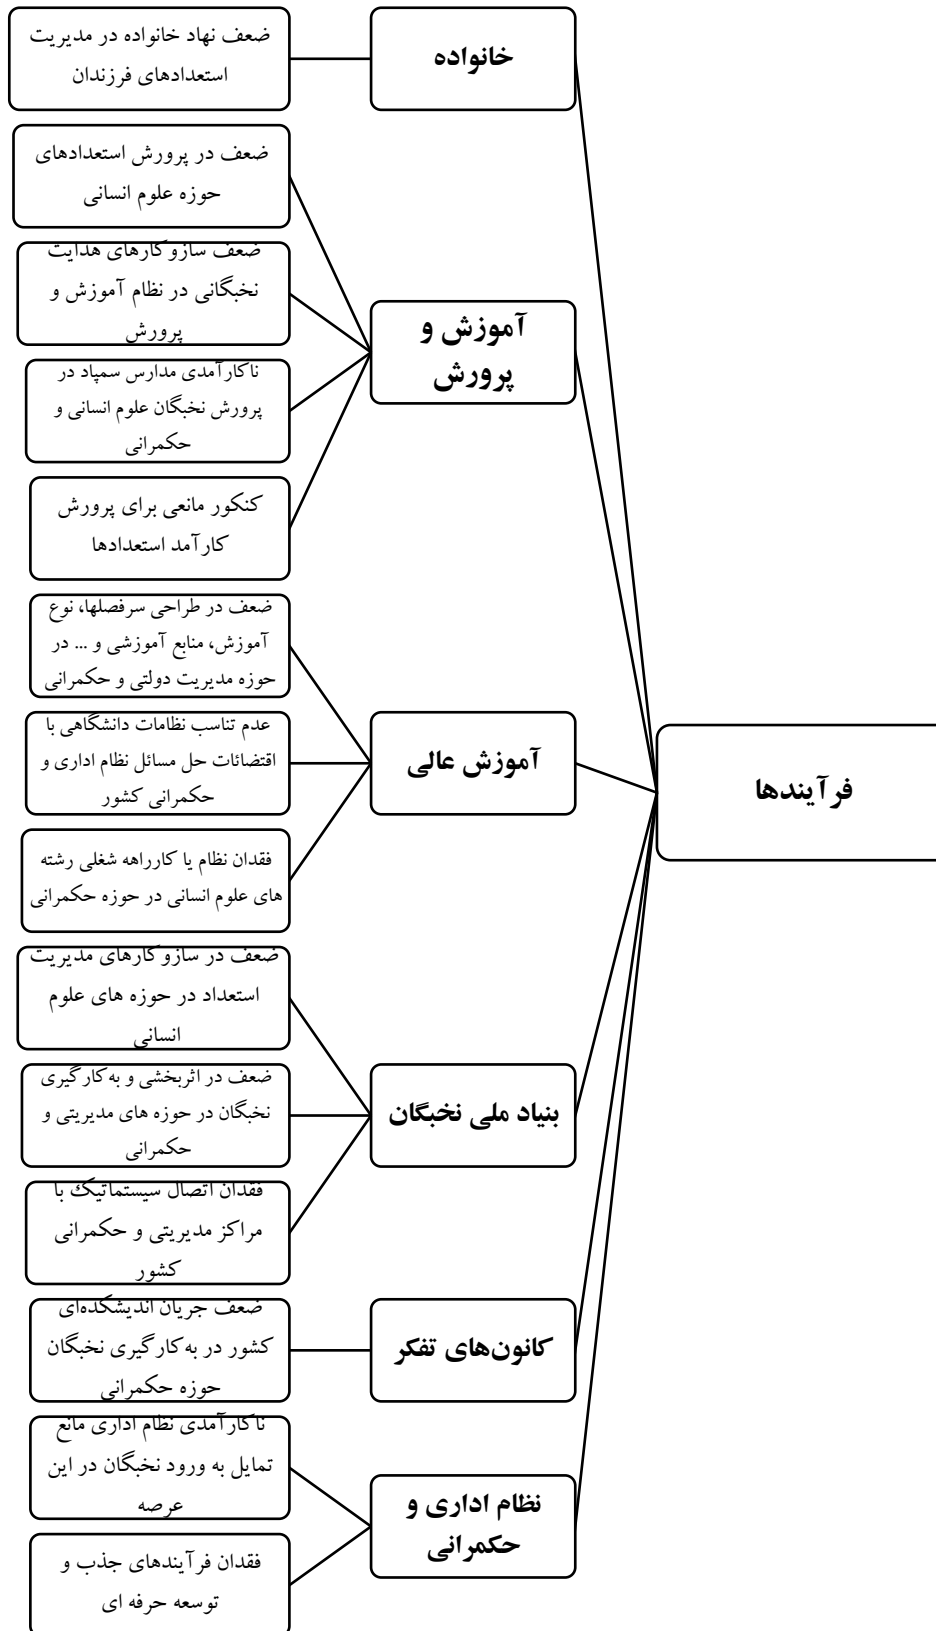 فرآیندها
خانواده
ضعف نهاد خانواده در مدیریت
استعدادهای فرزندان
آموزش و
پرورش
ضعف در پرورش استعدادهای
حوزه علوم انسانی
ضعف سازوکارهای هدایت
نخبگانی در نظام آموزش و
پرورش
ناکارآمدی مدارس سمپاد در
پرورش نخبگان علوم انسانی و
حکمرانی
کنکور مانعی برای پرورش
کارآمد استعدادها
آموزش عالی
ضعف در طراحی سرفصلها، نوع
آموزش، منابع آموزشی و ... در
حوزه مدیریت دولتی و حکمرانی
عدم تناسب نظامات دانشگاهی با
اقتضائات حل مسائل نظام اداری و
حکمرانی کشور
فقدان نظام یا کارراهه شغلی رشته
های علوم انسانی در حوزه حکمرانی
بنیاد ملی نخبگان
ضعف در سازوکارهای مدیریت
استعداد در حوزه های علوم
انسانی
ضعف در اثربخشی و به‌کارگیری
نخبگان در حوزه های مدیریتی و
حکمرانی
فقدان اتصال سیستماتیک با
مراکز مدیریتی و حکمرانی
کشور
کانون‌های تفکر
ضعف جریان اندیشکده‌ای
کشور در به‌کارگیری نخبگان
حوزه حکمرانی
نظام اداری و
حکمرانی
ناکارآمدی نظام اداری مانع
تمایل به ورود نخبگان در این
عرصه
فقدان فرآیندهای جذب و
توسعه حرفه ای